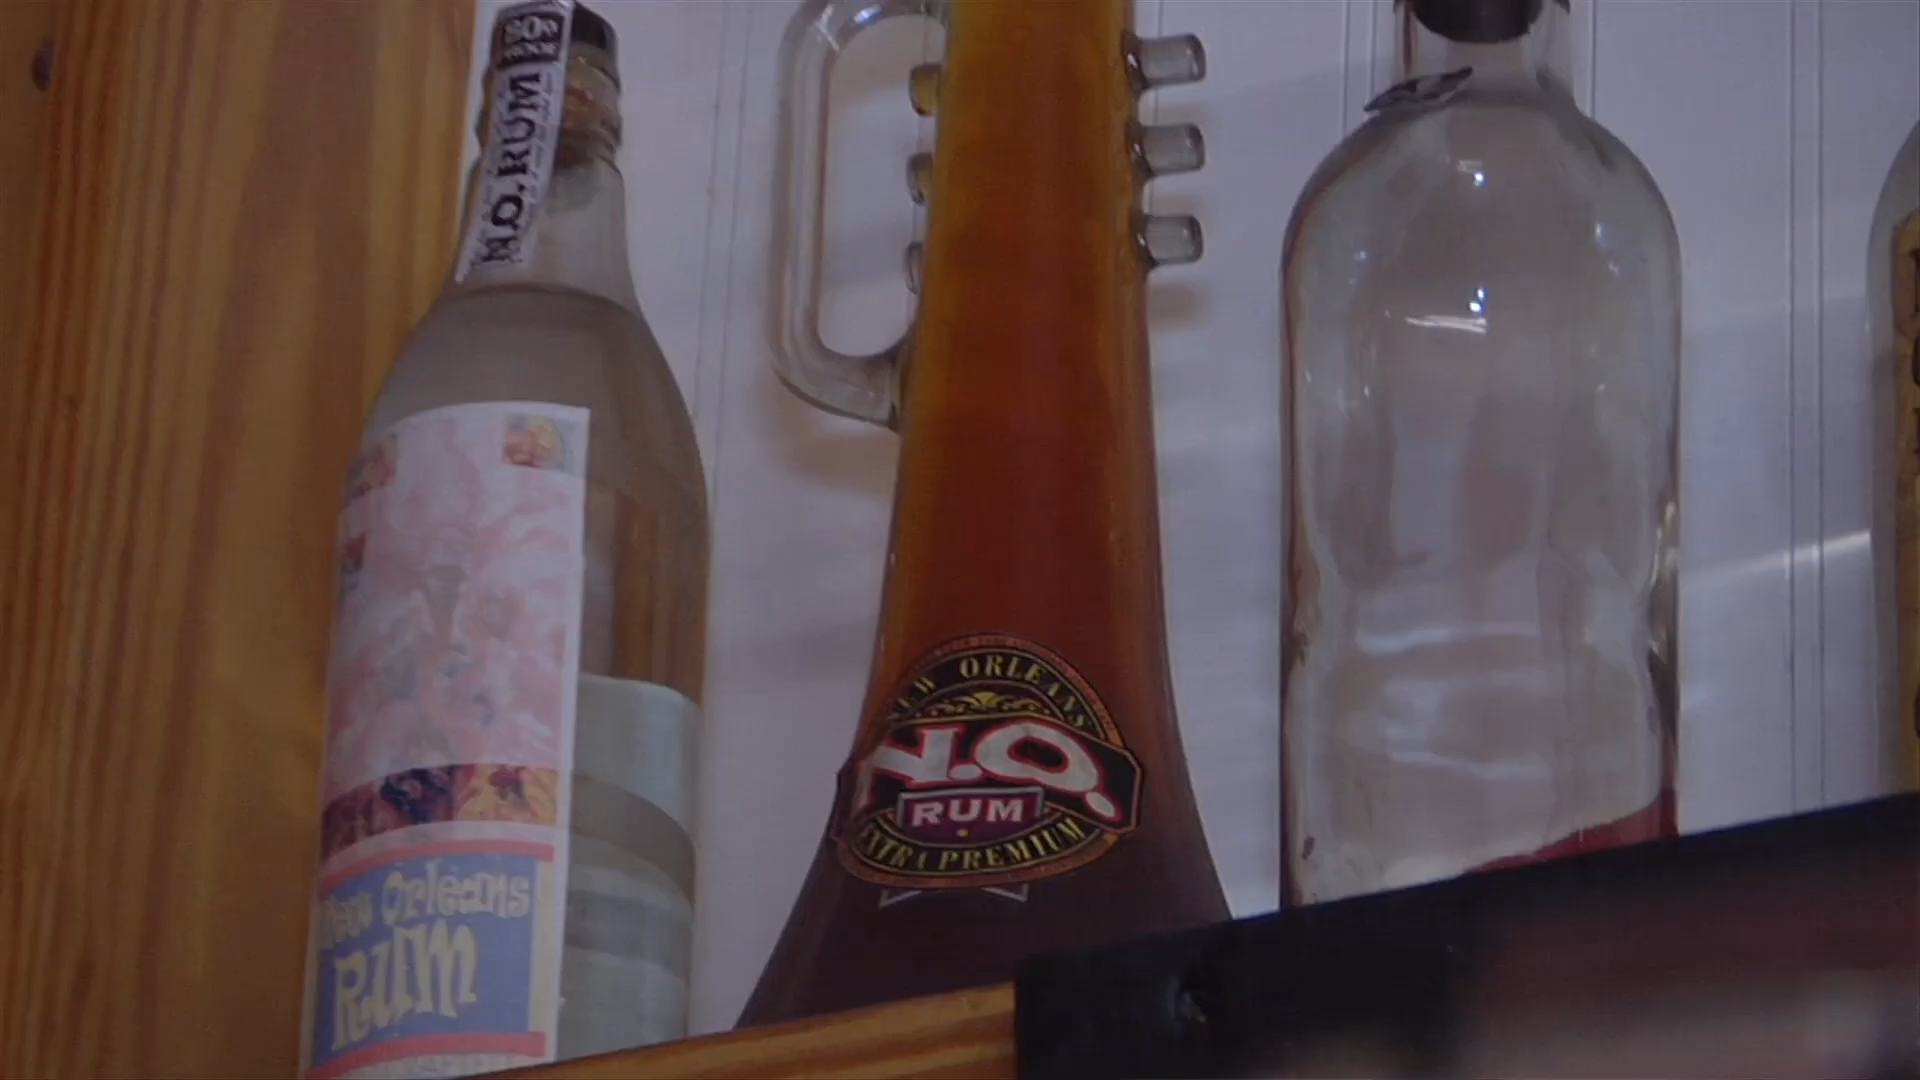 N.O. RUM
New Orleans
RUM
NEW ORLEANS
N.O.
RUM
EXTRA PREMIUM